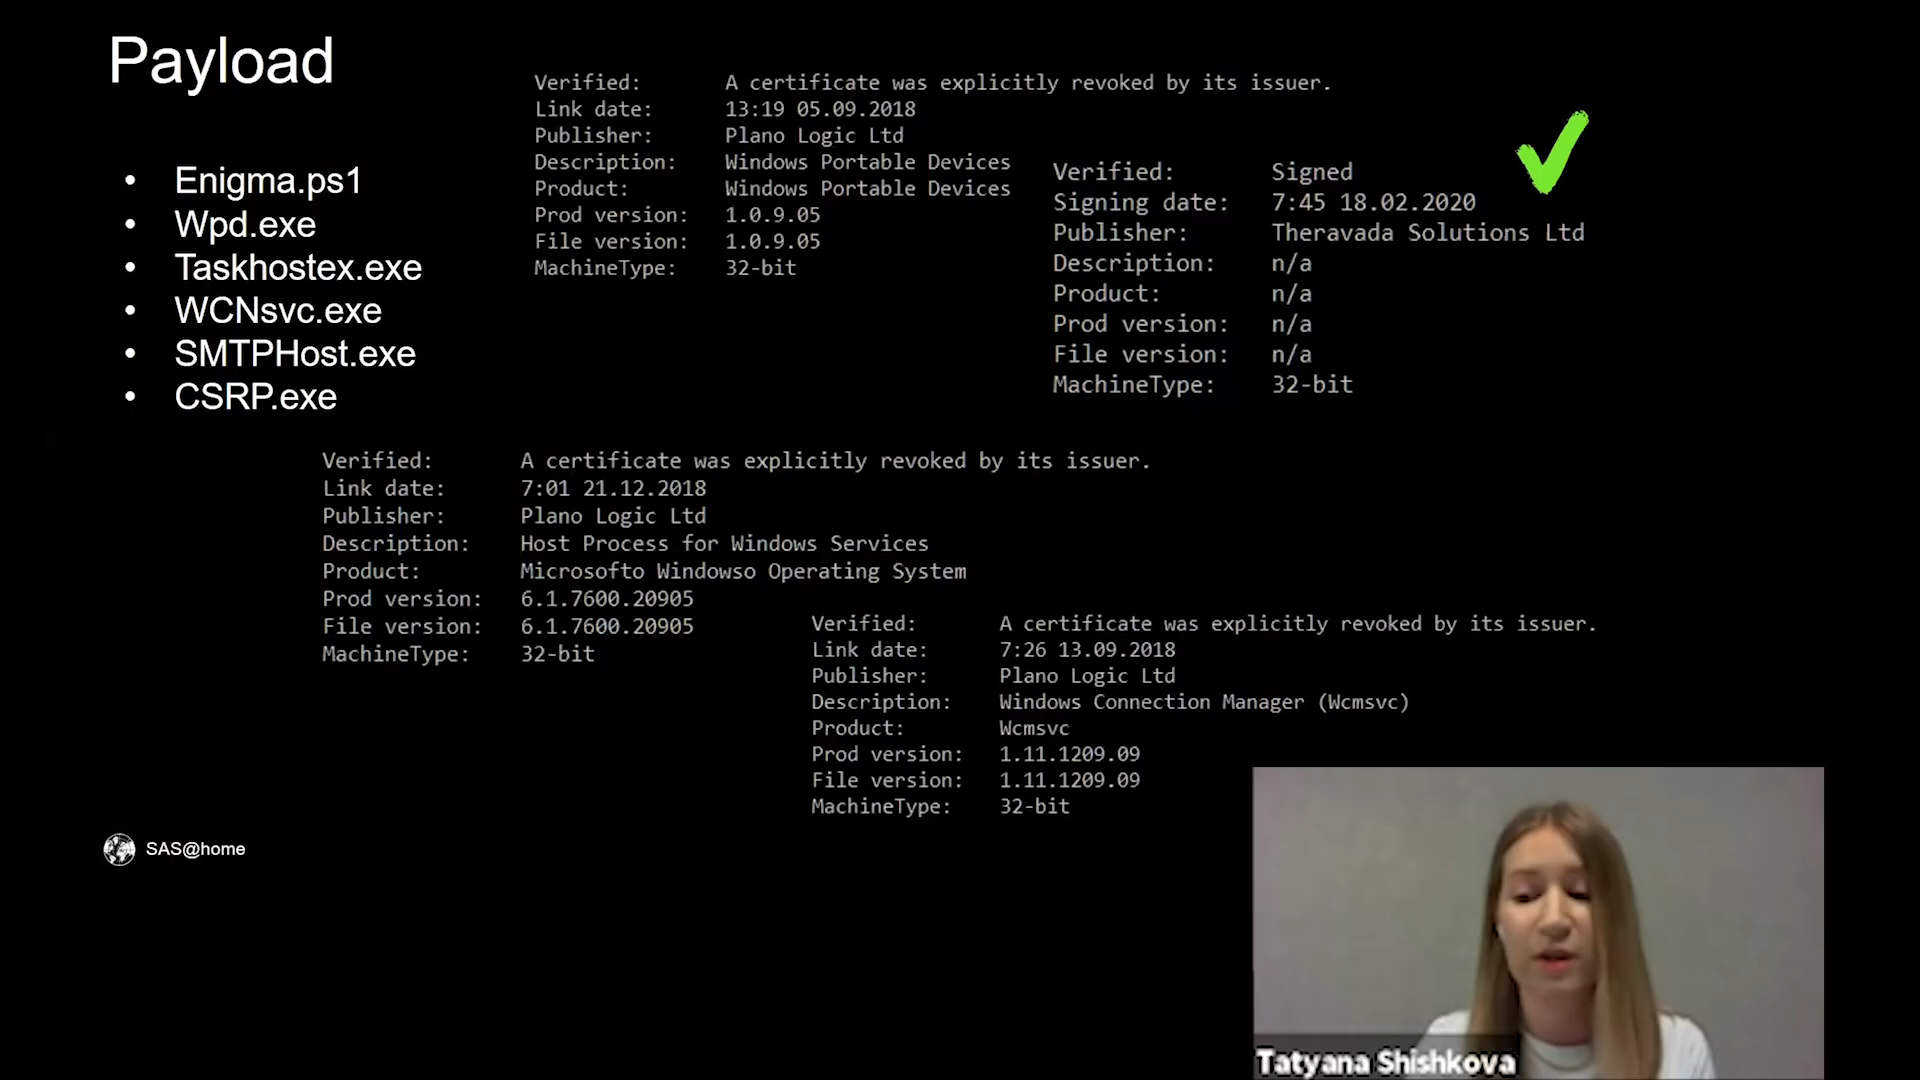 Payload
• Enigma.ps1
• Wpd.exe
• Taskhostex.exe
• WCNsvc.exe
• SMTPHost.exe
• CSRP.exe
Verified: A certificate was explicitly revoked by its issuer.
Link date: 13:19 05.09.2018
Publisher: Plano Logic Ltd
Description: Windows Portable Devices
Product: Windows Portable Devices
Prod version: 1.0.9.05
File version: 1.0.9.05
MachineType: 32-bit
Verified: Signed
Signing date: 7:45 18.02.2020
Publisher: Theravada Solutions Ltd
Description: n/a
Product: n/a
Prod version: n/a
File version: n/a
MachineType: 32-bit
Verified: A certificate was explicitly revoked by its issuer.
Link date: 7:01 21.12.2018
Publisher: Plano Logic Ltd
Description: Host Process for Windows Services
Product: Microsofto Windowso Operating System
Prod version: 6.1.7600.20905
File version: 6.1.7600.20905
MachineType: 32-bit
Verified: A certificate was explicitly revoked by its issuer.
Link date: 7:26 13.09.2018
Publisher: Plano Logic Ltd
Description: Windows Connection Manager (Wcmsvc)
Product: Wcmsvc
Prod version: 1.11.1209.09
File version: 1.11.1209.09
MachineType: 32-bit
SAS@home
Tatyana Shishkova